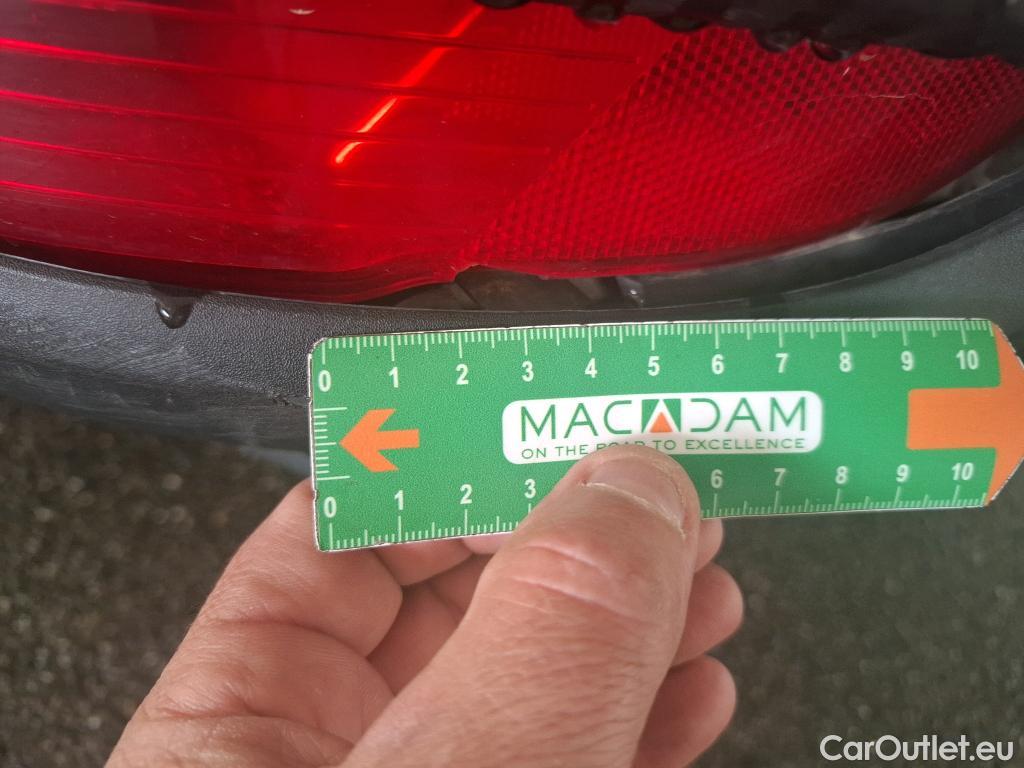 0 1 2 3 4 5 6 7 8 9 10
MACADAM
ON THE ROAD TO EXCELLENCE
0 1 2 3 6 7 8 9 10
CarOutlet.eu